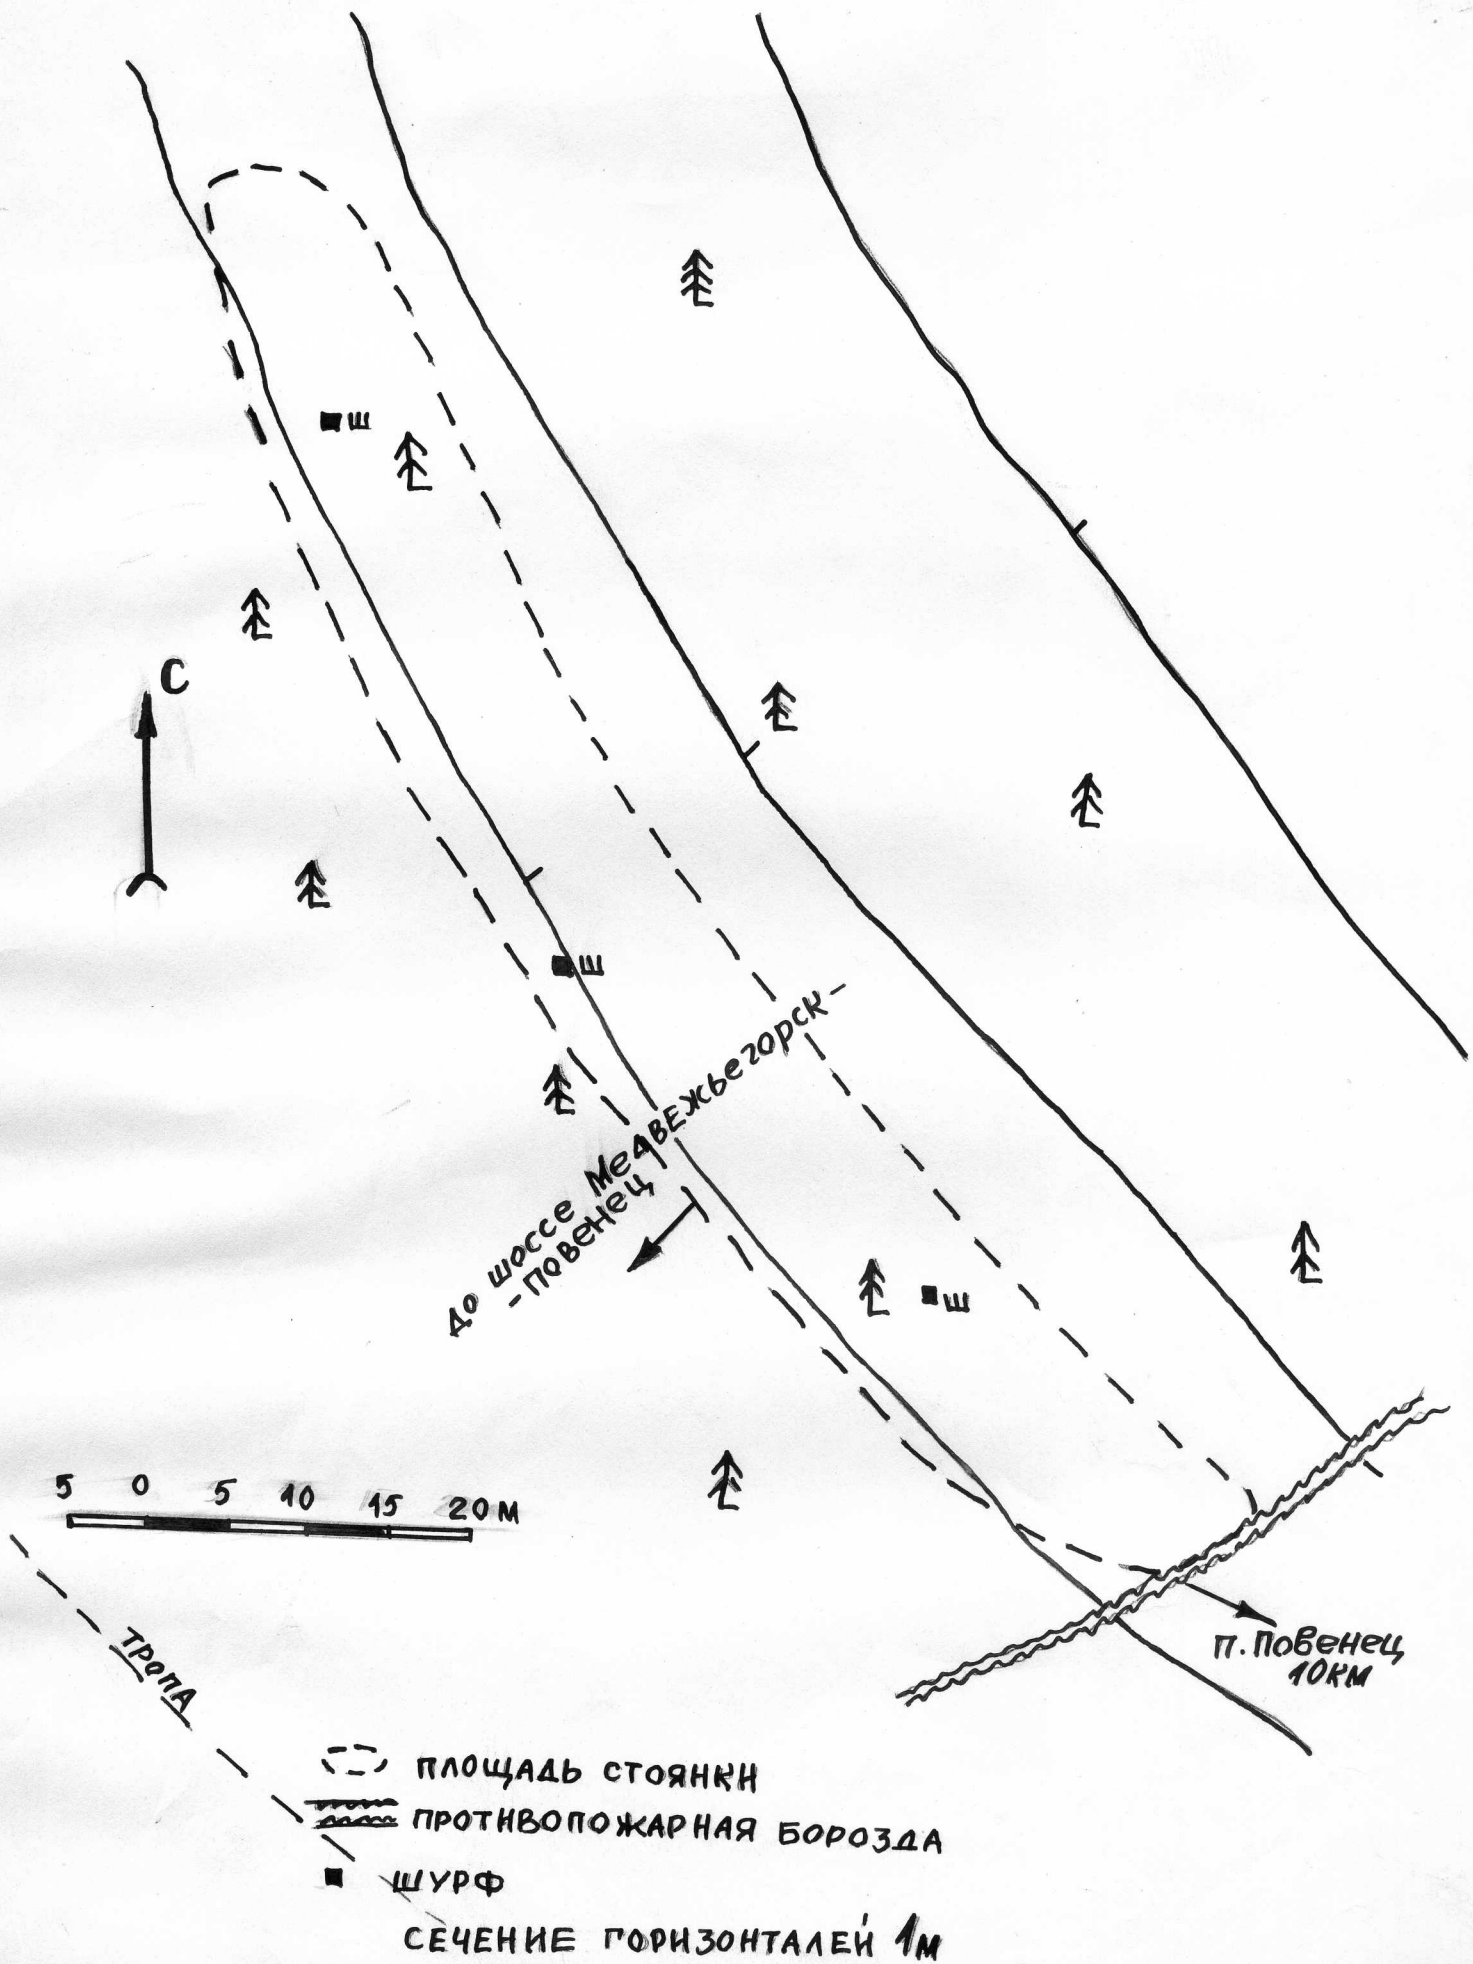 Ш
С
Ш
до шоссе Медвежьегорск-
-Повенец
Ш
5 0 5 10 15 20 м
п. Повенец
10км
ТРОПА
ПЛОЩАДЬ СТОЯНКИ
ПРОТИВОПОЖАРНАЯ БОРОЗДА
ШУРФ
СЕЧЕНИЕ ГОРИЗОНТАЛЕЙ 1м